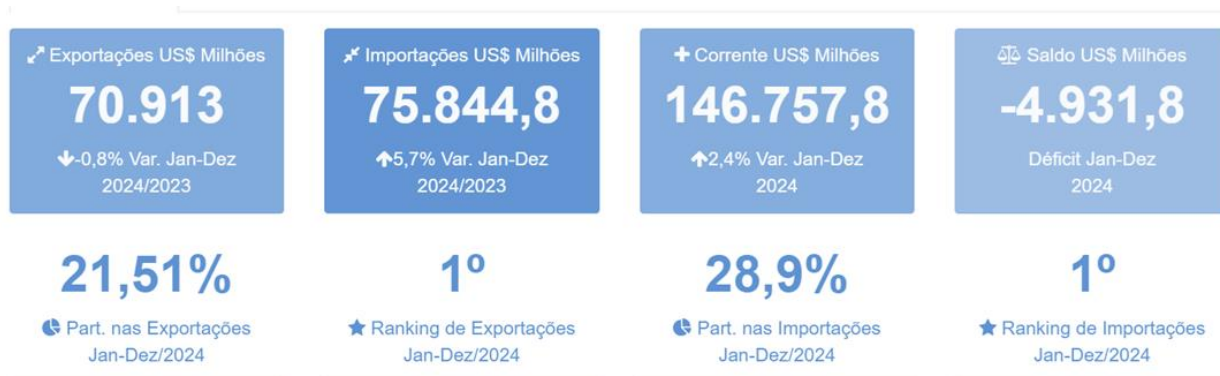 Exportações US$ Milhões
70.913
-0,8% Var. Jan-Dez
2024/2023
Importações US$ Milhões
75.844,8
5,7% Var. Jan-Dez
2024/2023
Corrente US$ Milhões
146.757,8
2,4% Var. Jan-Dez
2024
Saldo US$ Milhões
-4.931,8
Déficit Jan-Dez
2024
21,51%
Part. nas Exportações
Jan-Dez/2024
1º
Ranking de Exportações
Jan-Dez/2024
28,9%
Part. nas Importações
Jan-Dez/2024
1º
Ranking de Importações
Jan-Dez/2024